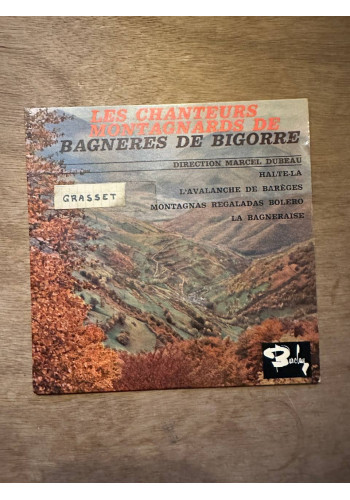 LES CHANTEURS
MONTAGNARDS DE
BAGNERES DE BIGORRE
DIRECTION MARCEL DUBEAU
HALTE-LA
L'AVALANCHE DE BARÈGES
GRASSET
MONTAGNAS REGALADAS BOLERO
LA BAGNERAISE
Barclay